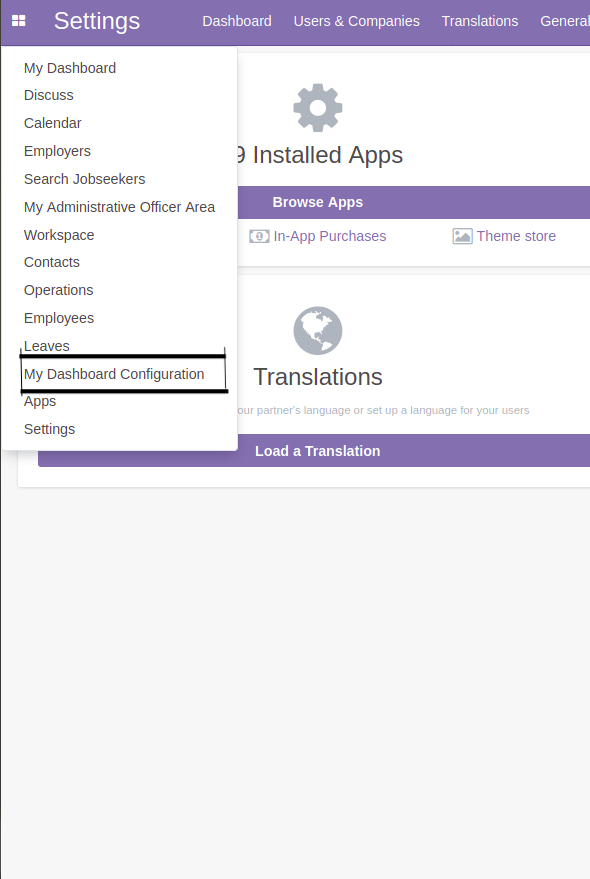 Settings Dashboard Users & Companies Translations General
My Dashboard
Discuss
Calendar
Employers
Search Jobseekers
My Administrative Officer Area
Workspace
Contacts
Operations
Employees
Leaves
My Dashboard Configuration
Apps
Settings
9 Installed Apps
Browse Apps
In-App Purchases Theme store
Translations
our partner's language or set up a language for your users
Load a Translation